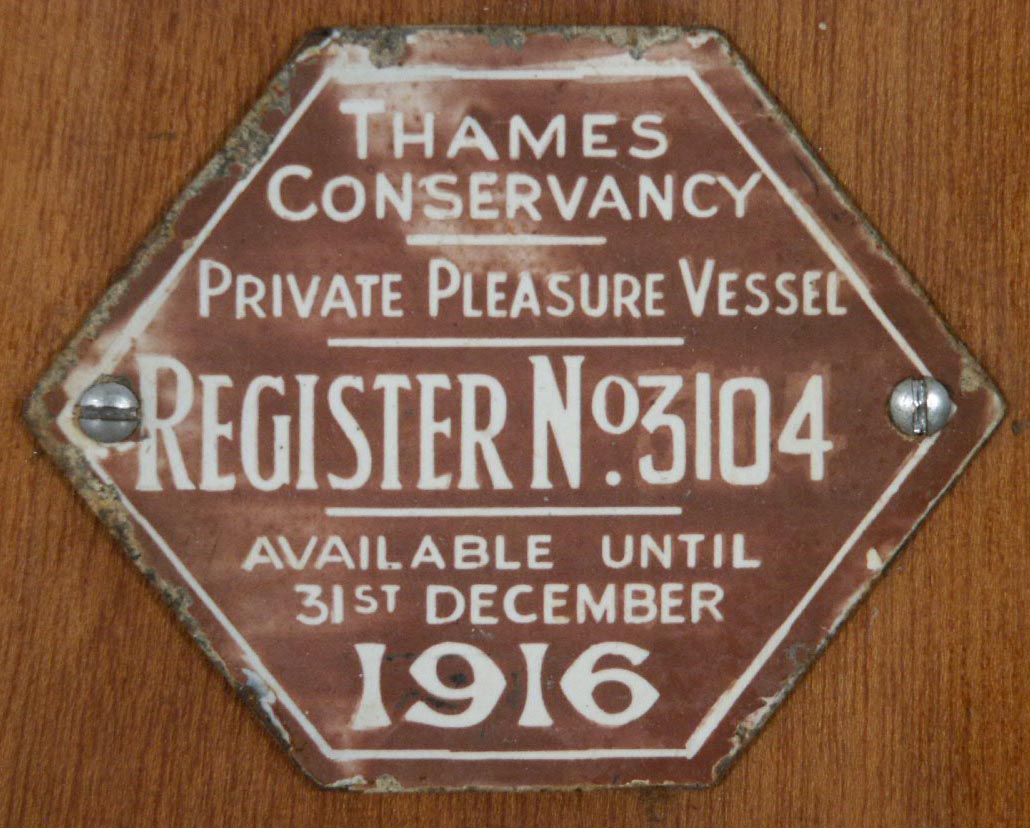 THAMES
CONSERVANCY
PRIVATE PLEASURE VESSEL
REGISTER No. 3104
AVAILABLE UNTIL
31ST DECEMBER
1916